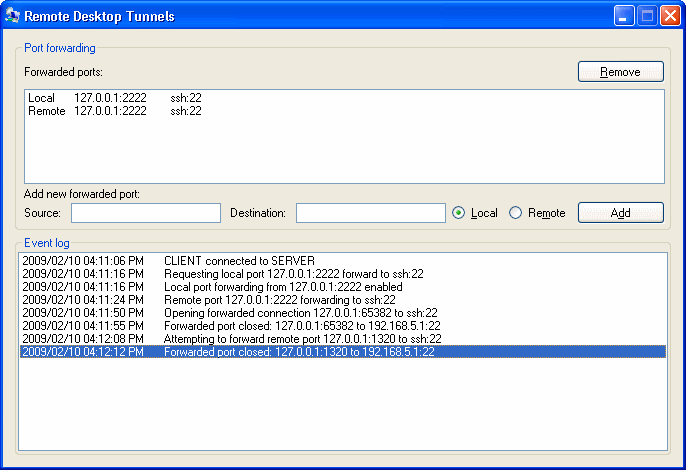 Remote Desktop Tunnels
Port forwarding
Forwarded ports:
Remove
Local 127.0.0.1:2222 ssh:22
Remote 127.0.0.1:2222 ssh:22
Add new forwarded port:
Source: Destination: Local Remote Add
Event log
2009/02/10 04:11:06 PM CLIENT connected to SERVER
2009/02/10 04:11:16 PM Requesting local port 127.0.0.1:2222 forward to ssh:22
2009/02/10 04:11:16 PM Local port forwarding from 127.0.0.1:2222 enabled
2009/02/10 04:11:24 PM Remote port 127.0.0.1:2222 forwarding to ssh:22
2009/02/10 04:11:50 PM Opening forwarded connection 127.0.0.1:65382 to ssh:22
2009/02/10 04:11:55 PM Forwarded port closed: 127.0.0.1:65382 to 192.168.5.1:22
2009/02/10 04:12:08 PM Attempting to forward remote port 127.0.0.1:1320 to ssh:22
2009/02/10 04:12:12 PM Forwarded port closed: 127.0.0.1:1320 to 192.168.5.1:22